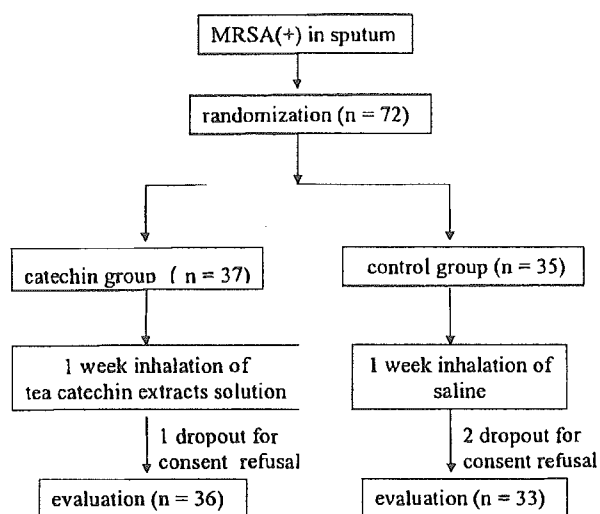 MRSA(+) in sputum
randomization (n = 72)
catechin group ( n = 37)
control group (n = 35)
1 week inhalation of
tea catechin extracts solution
1 week inhalation of
saline
1 dropout for
consent refusal
2 dropout for
consent refusal
evaluation (n = 36)
evaluation (n = 33)